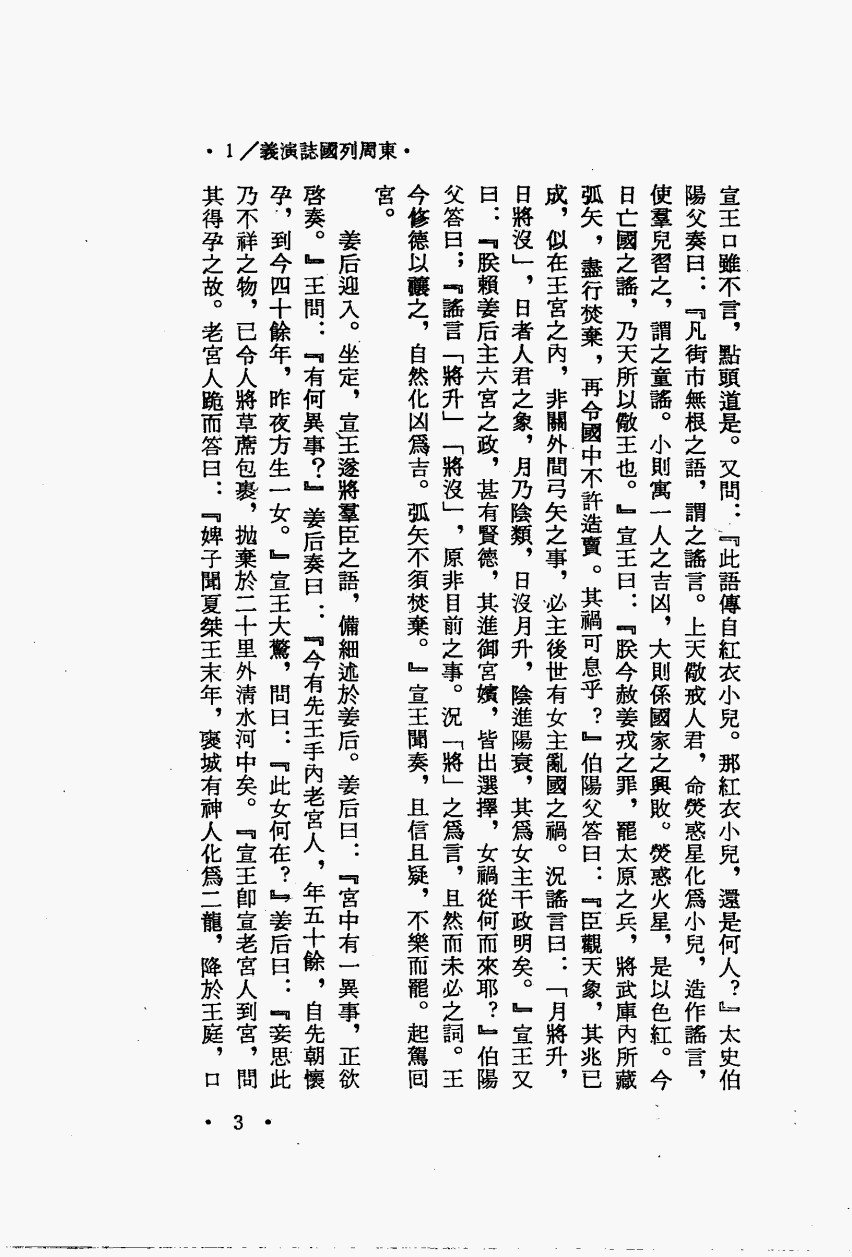 ・東周列國誌演義／1・
宣王口雖不言，點頭道是。又問：『此語傳自紅衣小兒。那紅衣小兒，還是何人？』太史伯
陽父奏曰：『凡街市無根之語，謂之謠言。上天儆戒人君，命熒惑星化爲小兒，造作謠言，
使羣兒習之，謂之童謠。小則寓一人之吉凶，大則係國家之興敗。熒惑火星，是以色紅。今
日亡國之謠，乃天所以儆王也。』宣王曰：『朕今赦姜戎之罪，罷太原之兵，將武庫內所藏
弧矢，盡行焚棄，再令國中不許造賣。其禍可息乎？』伯陽父答曰：『臣觀天象，其兆已
成，似在王宮之內，非關外間弓矢之事，必主後世有女主亂國之禍。況謠言曰：「月將升，
日將沒」，日者人君之象，月乃陰類，日沒月升，陰進陽衰，其爲女主干政明矣。』宣王又
曰：『朕賴姜后主六宮之政，甚有賢德，其進御宮嬪，皆出選擇，女禍從何而來耶？』伯陽
父答曰；『謠言「將升」「將沒」，原非目前之事。況「將」之爲言，且然而未必之詞。王
今修德以禳之，自然化凶爲吉。弧矢不須焚棄。』宣王聞奏，且信且疑，不樂而罷。起駕回
宮。
姜后迎入。坐定，宣王遂將羣臣之語，備細述於姜后。姜后曰：『宮中有一異事，正欲
啓奏。』王問：『有何異事？』姜后奏曰：『今有先王手內老宮人，年五十餘，自先朝懷
孕，到今四十餘年，昨夜方生一女。』宣王大驚，問曰：『此女何在？』姜后曰：『妾思此
乃不祥之物，已令人將草蓆包裹，拋棄於二十里外清水河中矣。『宣王卽宣老宮人到宮，問
其得孕之故。老宮人跪而答曰：『婢子聞夏桀王末年，襃城有神人化爲二龍，降於王庭，口
・3・